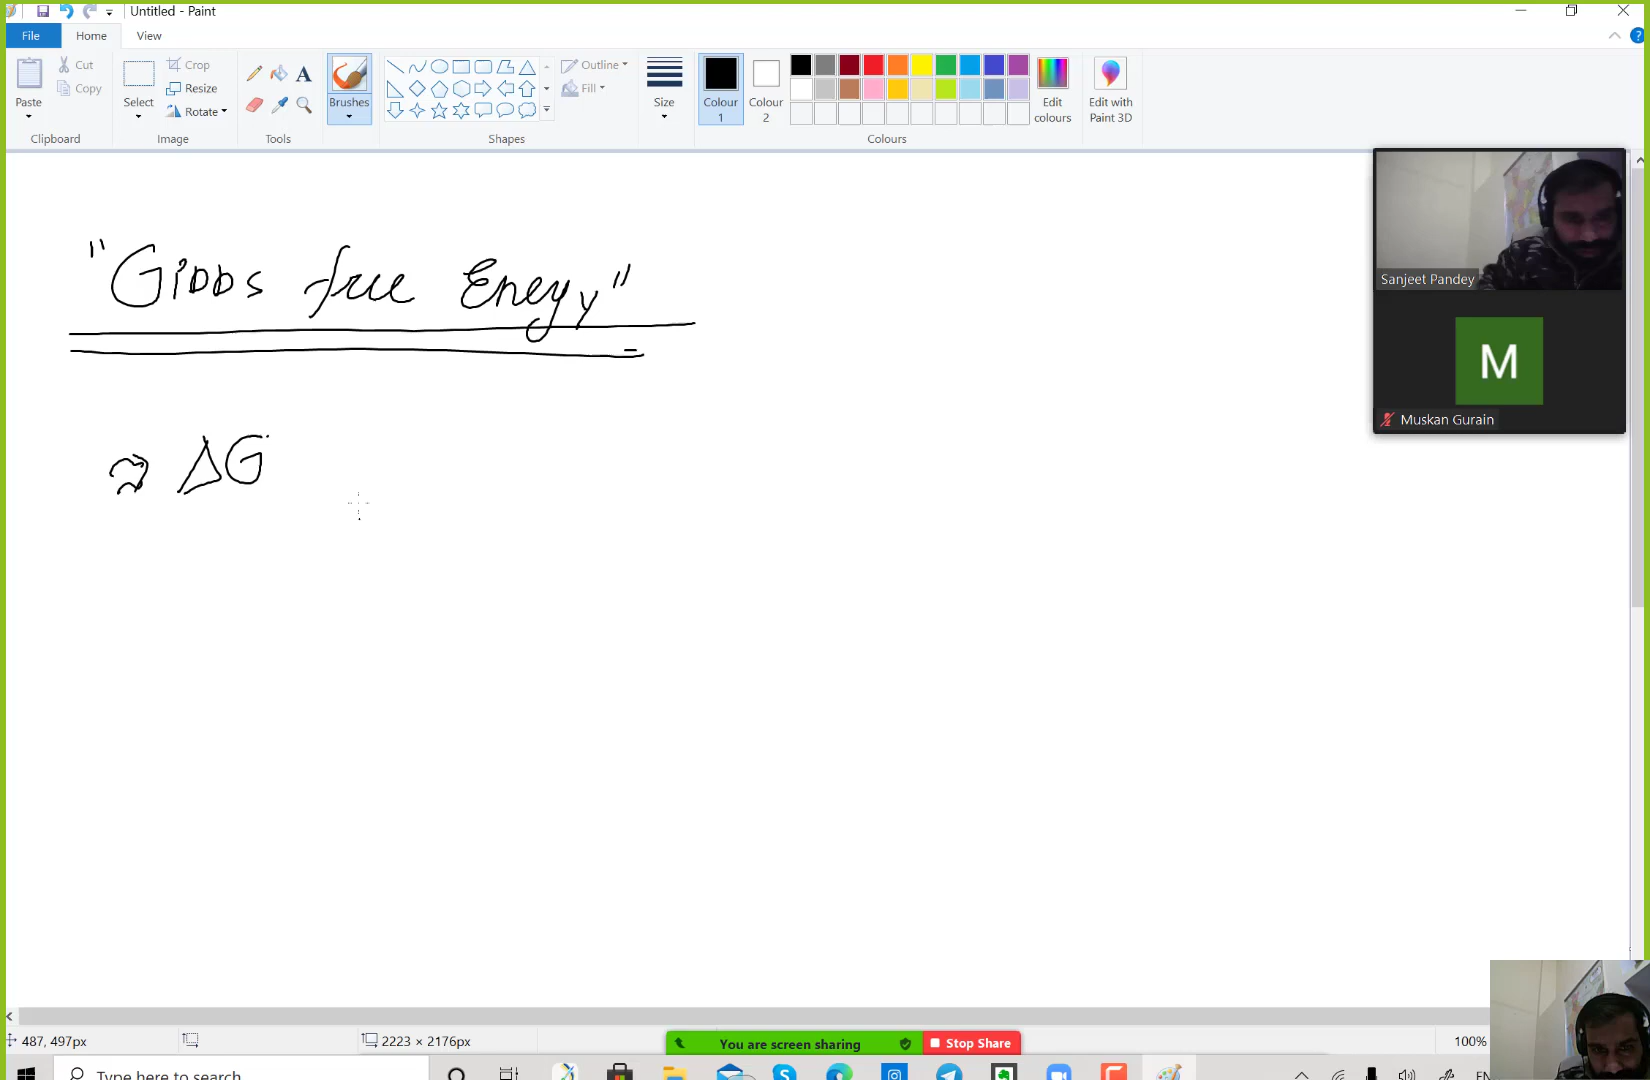 Untitled - Paint
File Home View
Paste
Cut
Copy
Clipboard
Select
Crop
Resize
Rotate
Image
Tools
Brushes
Shapes
Outline
Fill
Size
Colour 1
Colour 2
Colours
Edit colours
Edit with Paint 3D
"Gibbs free Enegy"
⇒ ΔG
Sanjeet Pandey
M
Muskan Gurain
487, 497px
2223 × 2176px
You are screen sharing
Stop Share
100%
Type here to search